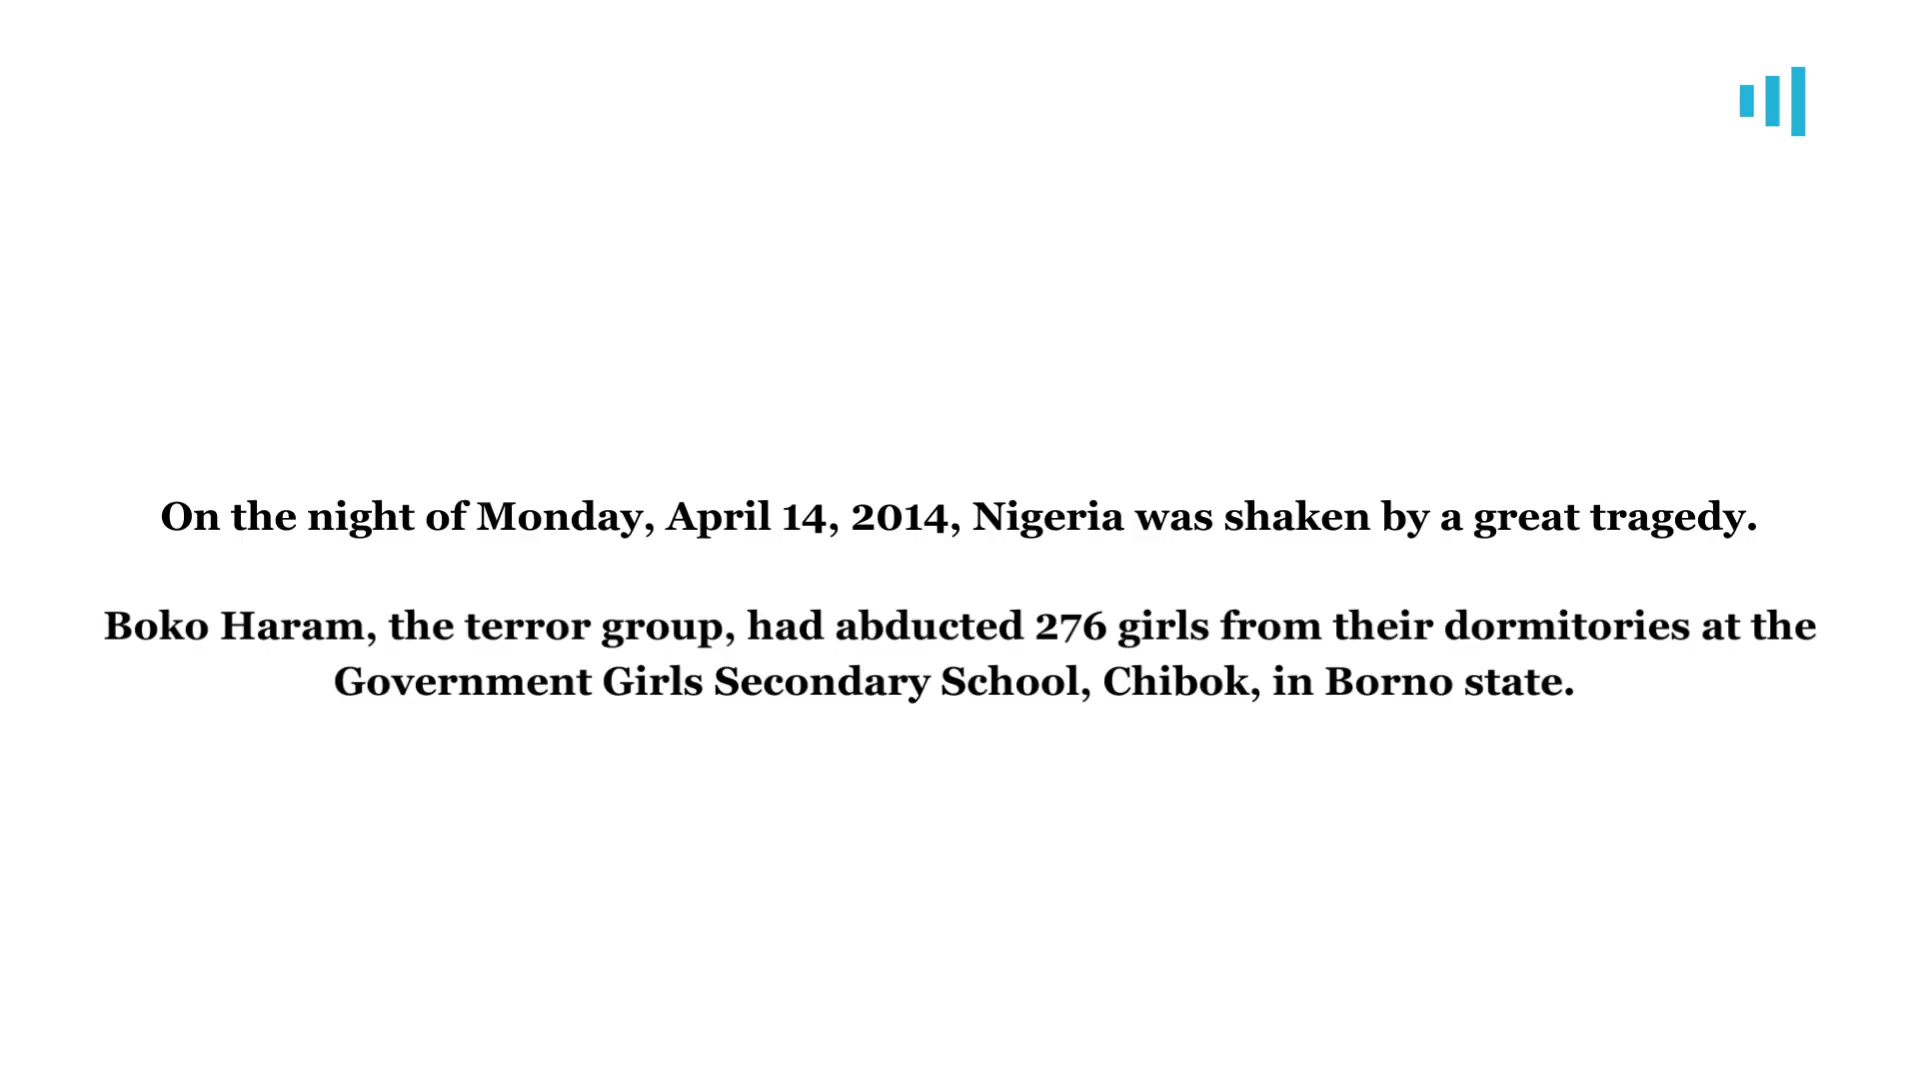 On the night of Monday, April 14, 2014, Nigeria was shaken by a great tragedy.
Boko Haram, the terror group, had abducted 276 girls from their dormitories at the
Government Girls Secondary School, Chibok, in Borno state.